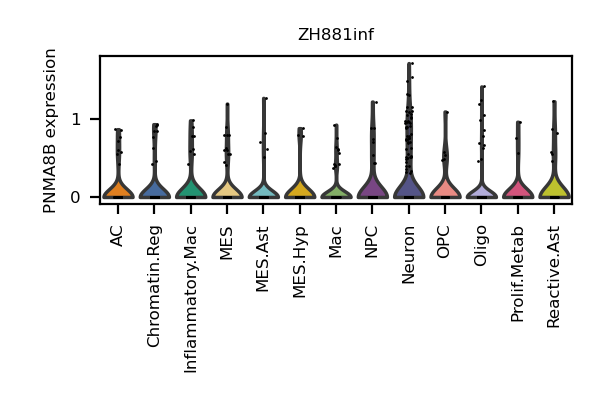 ZH881inf
PNMA8B expression
1
0
AC
Chromatin.Reg
Inflammatory.Mac
MES
MES.Ast
MES.Hyp
Mac
NPC
Neuron
OPC
Oligo
Prolif.Metab
Reactive.Ast